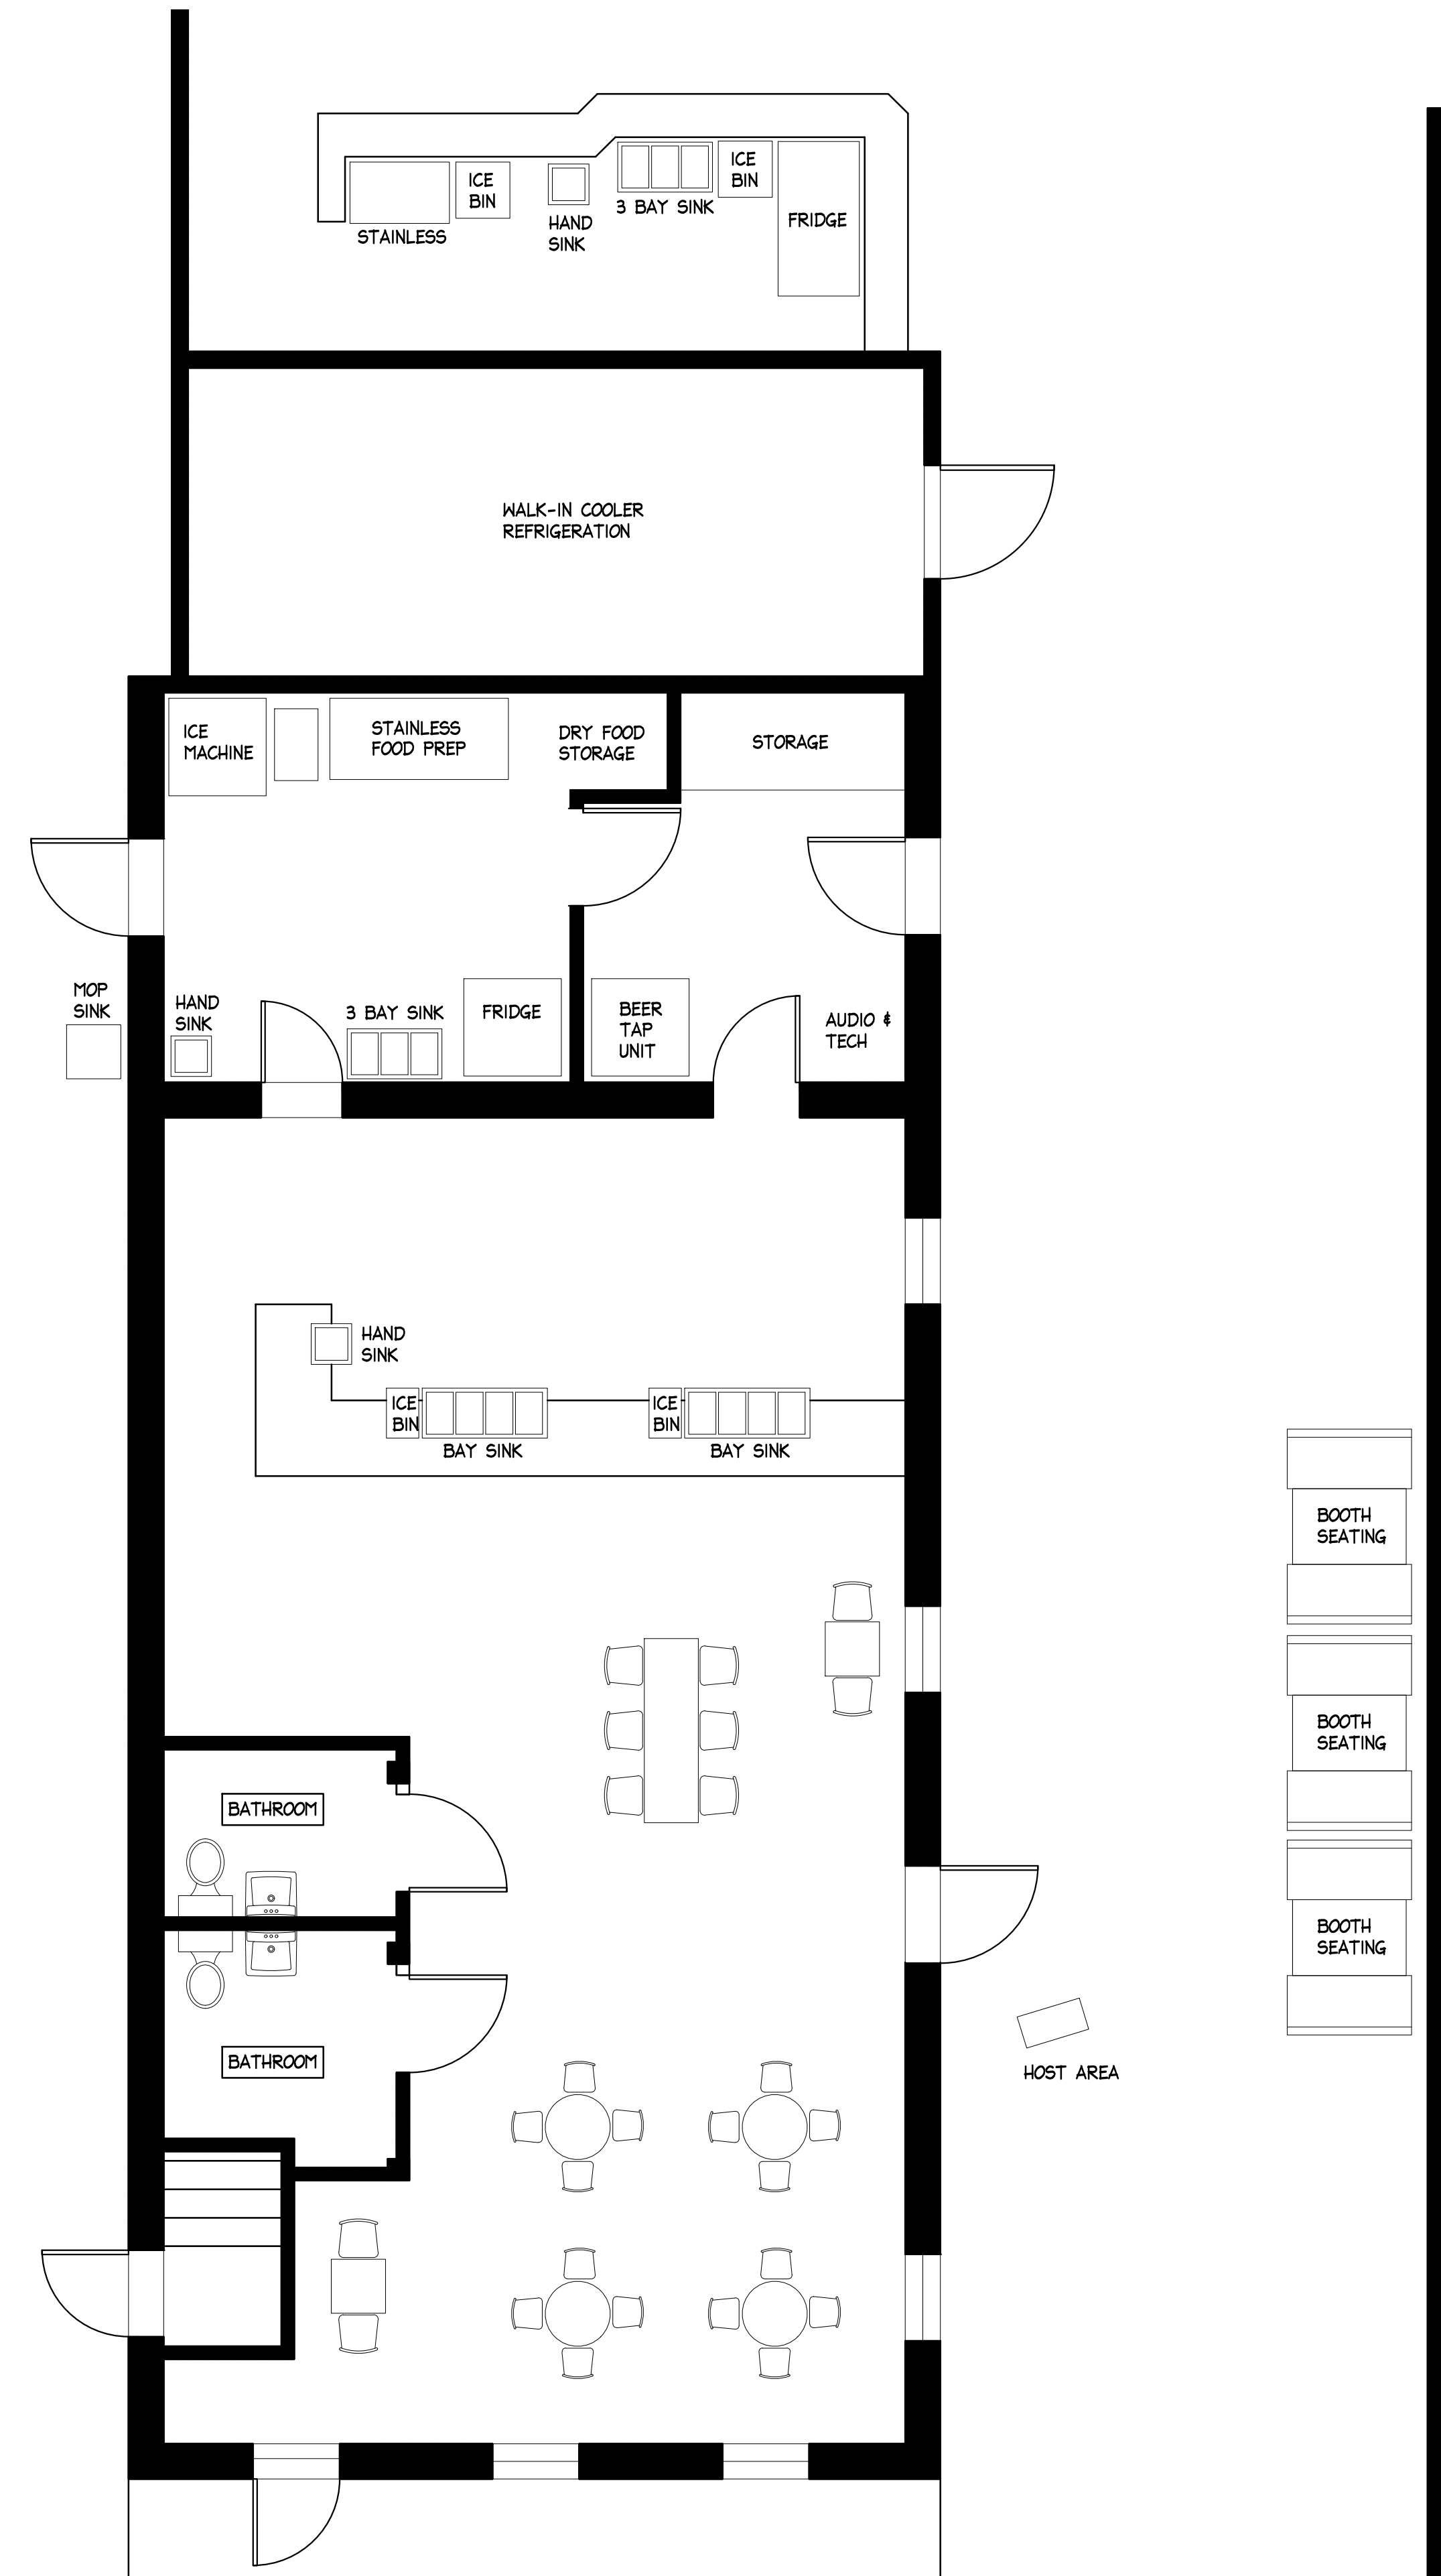 ICE
BIN
ICE
BIN
STAINLESS
HAND
SINK
3 BAY SINK
FRIDGE
WALK-IN COOLER
REFRIGERATION
ICE
MACHINE
STAINLESS
FOOD PREP
DRY FOOD
STORAGE
STORAGE
MOP
SINK
HAND
SINK
3 BAY SINK
FRIDGE
BEER
TAP
UNIT
AUDIO &
TECH
HAND
SINK
ICE
BIN
BAY SINK
ICE
BIN
BAY SINK
BOOTH
SEATING
BOOTH
SEATING
BATHROOM
BOOTH
SEATING
BATHROOM
HOST AREA